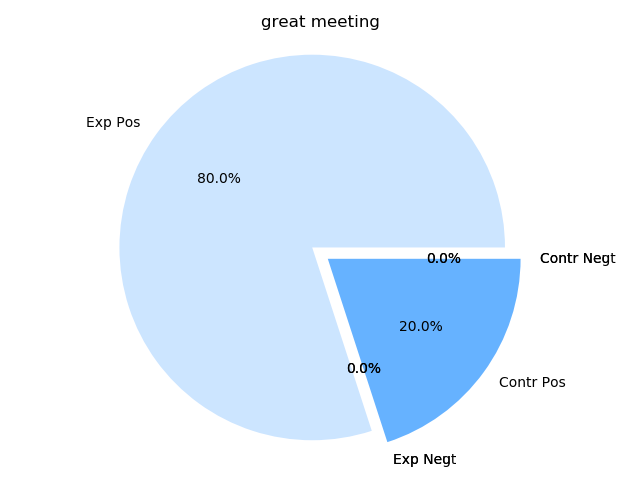 great meeting
Exp Pos
80.0%
0.0%
Contr Negt
20.0%
0.0%
Contr Pos
Exp Negt